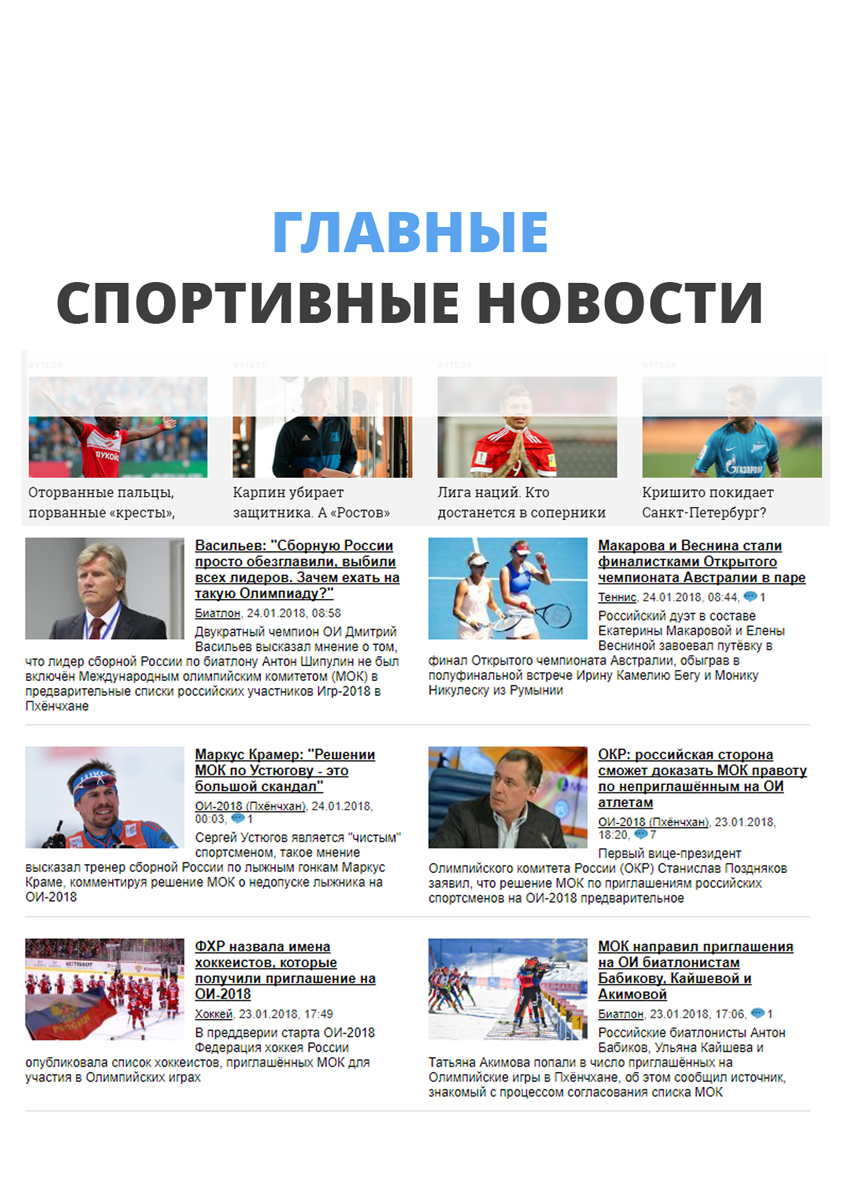 ГЛАВНЫЕ
СПОРТИВНЫЕ НОВОСТИ
ФУТБОЛ
ФУТБОЛ
ФУТБОЛ
ФУТБОЛ
ЛУКОЙЛ
9
ГАЗПРОМ
Оторванные пальцы,
порванные «кресты»,
Карпин убирает
защитника. А «Ростов»
Лига наций. Кто
достанется в соперники
Кришито покидает
Санкт-Петербург?
Васильев: "Сборную России
просто обезглавили, выбили
всех лидеров. Зачем ехать на
такую Олимпиаду?"
Биатлон, 24.01.2018, 08:58
Двукратный чемпион ОИ Дмитрий
Васильев высказал мнение о том,
что лидер сборной России по биатлону Антон Шипулин не был
включён Международным олимпийским комитетом (МОК) в
предварительные списки российских участников Игр-2018 в
Пхёнчхане
Макарова и Веснина стали
финалистками Открытого
чемпионата Австралии в паре
Теннис, 24.01.2018, 08:44, 1
Российский дуэт в составе
Екатерины Макаровой и Елены
Весниной завоевал путёвку в
финал Открытого чемпионата Австралии, обыграв в
полуфинальной встрече Ирину Камелию Бегу и Монику
Никулеску из Румынии
Маркус Крамер: "Решении
МОК по Устюгову - это
большой скандал"
ОИ-2018 (Пхёнчхан), 24.01.2018,
00:03, 1
Сергей Устюгов является "чистым"
спортсменом, такое мнение
высказал тренер сборной России по лыжным гонкам Маркус
Краме, комментируя решение МОК о недопуске лыжника на
ОИ-2018
ОКР: российская сторона
сможет доказать МОК правоту
по неприглашённым на ОИ
атлетам
ОИ-2018 (Пхёнчхан), 23.01.2018,
18:20, 7
Первый вице-президент
Олимпийского комитета России (ОКР) Станислав Поздняков
заявил, что решение МОК по приглашениям российских
спортсменов на ОИ-2018 предварительное
ФХР назвала имена
хоккеистов, которые
получили приглашение на
ОИ-2018
Хоккей, 23.01.2018, 17:49
В преддверии старта ОИ-2018
Федерация хоккея России
опубликовала список хоккеистов, приглашённых МОК для
участия в Олимпийских играх
МОК направил приглашения
на ОИ биатлонистам
Бабикову, Кайшевой и
Акимовой
Биатлон, 23.01.2018, 17:06, 1
Российские биатлонисты Антон
Бабиков, Ульяна Кайшева и
Татьяна Акимова попали в число приглашённых на
Олимпийские игры в Пхёнчхане, об этом сообщил источник,
знакомый с процессом согласования списка МОК